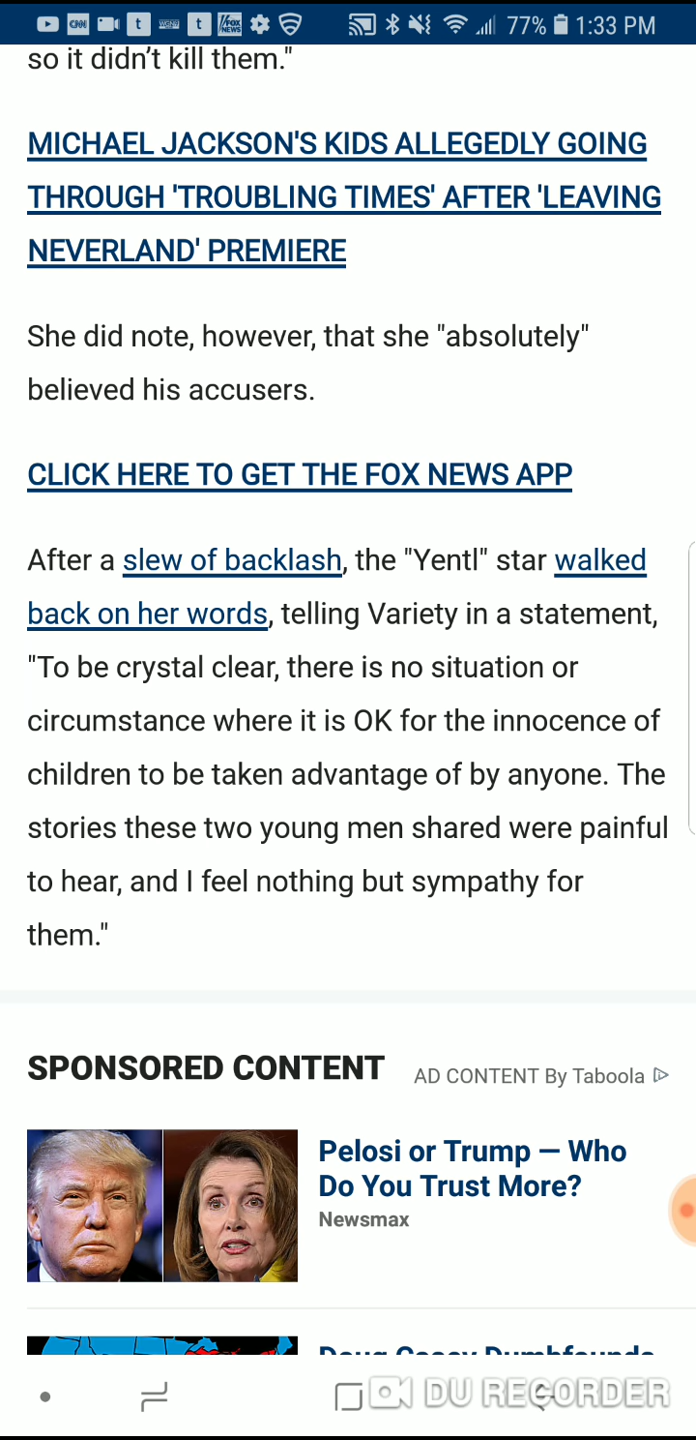 CNN t t FOX NEWS 77% 1:33 PM
so it didn’t kill them."
MICHAEL JACKSON'S KIDS ALLEGEDLY GOING
THROUGH 'TROUBLING TIMES' AFTER 'LEAVING
NEVERLAND' PREMIERE
She did note, however, that she "absolutely"
believed his accusers.
CLICK HERE TO GET THE FOX NEWS APP
After a slew of backlash, the "Yentl" star walked
back on her words, telling Variety in a statement,
"To be crystal clear, there is no situation or
circumstance where it is OK for the innocence of
children to be taken advantage of by anyone. The
stories these two young men shared were painful
to hear, and I feel nothing but sympathy for
them."
SPONSORED CONTENT AD CONTENT By Taboola
Pelosi or Trump — Who
Do You Trust More?
Newsmax
Doug Casey Dumbfounds
DU RECORDER